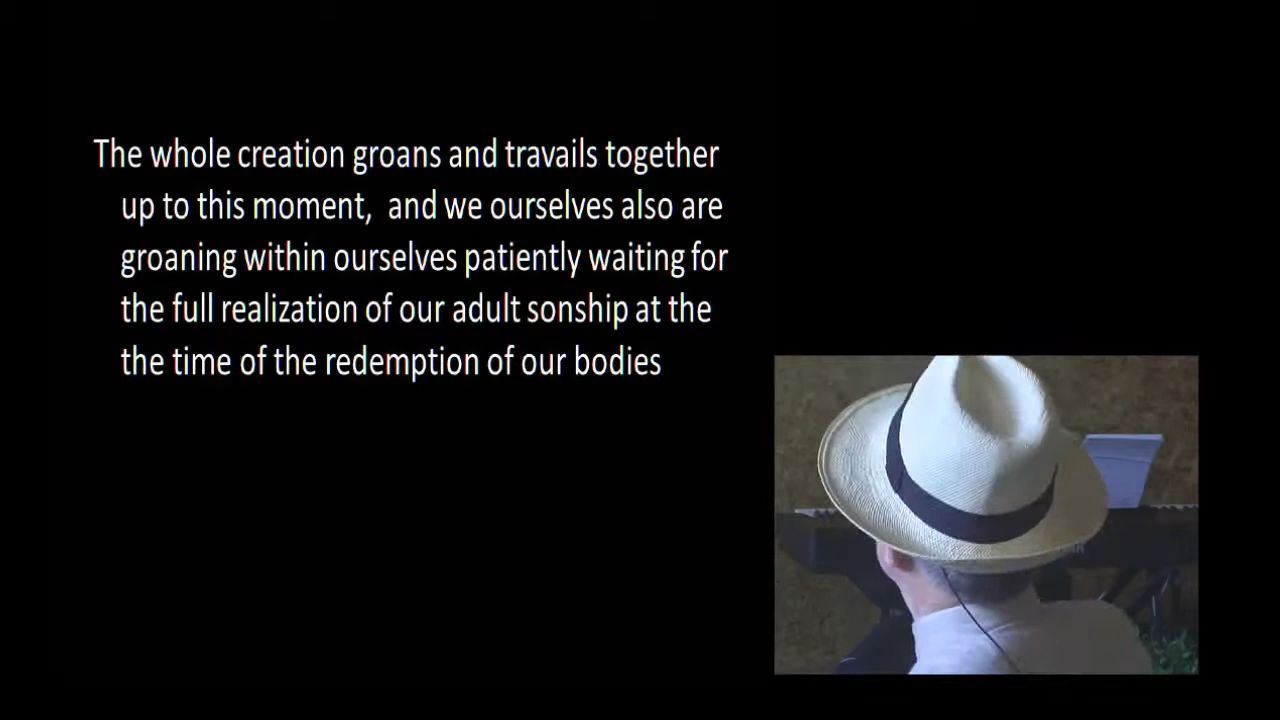 The whole creation groans and travails together
up to this moment,  and we ourselves also are
groaning within ourselves patiently waiting for
the full realization of our adult sonship at the
the time of the redemption of our bodies